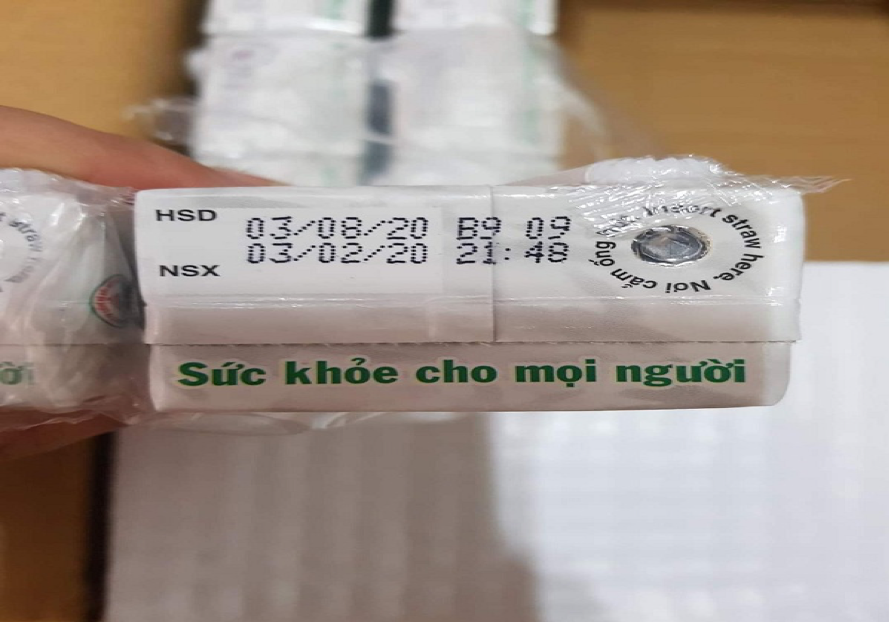 HSD
03/08/20 B9 09
03/02/20 21:48
NSX
straw here. Nơi cắm ống
Sức khỏe cho mọi người